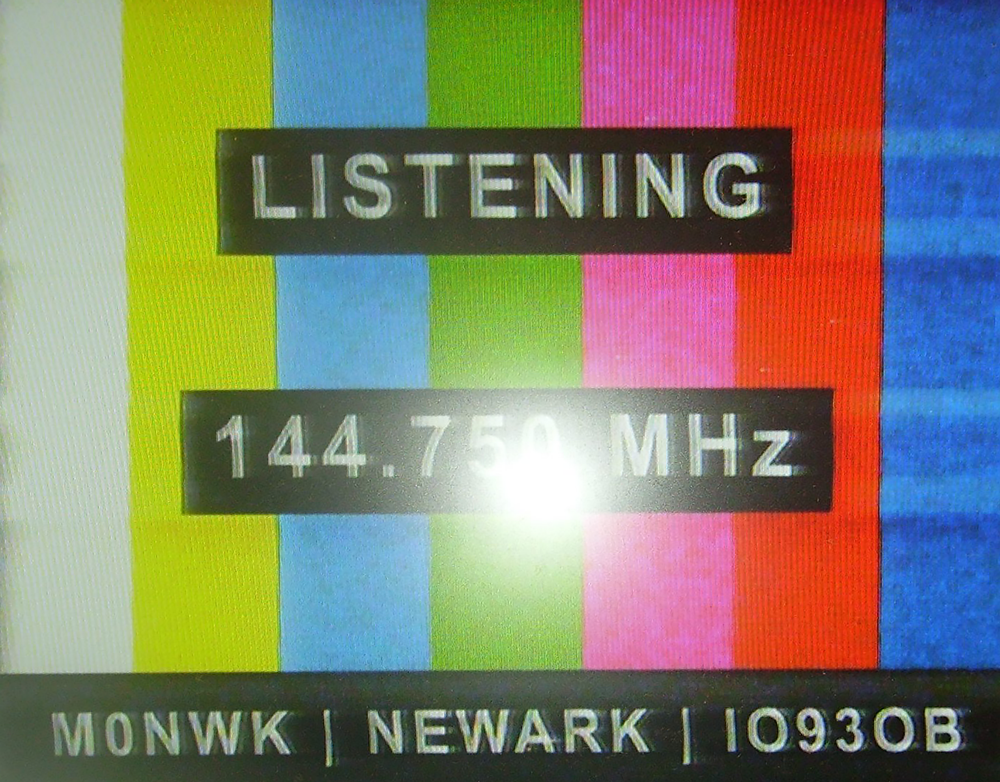 LISTENING
144.750 MHz
M0NWK | NEWARK | IO93OB